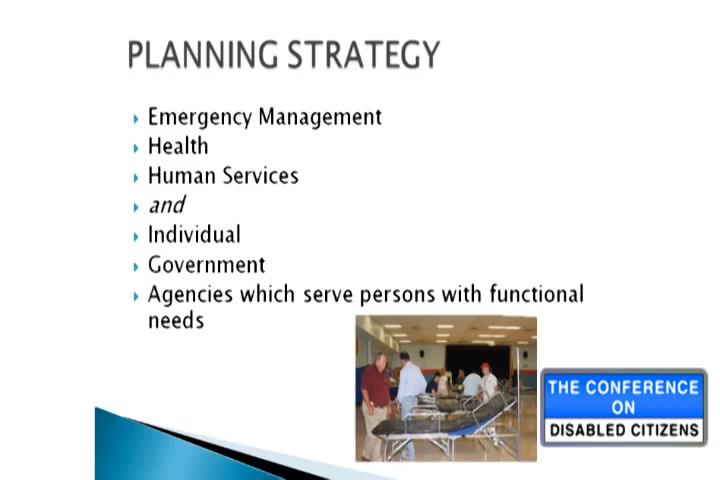 PLANNING STRATEGY
Emergency Management
Health
Human Services
and
Individual
Government
Agencies which serve persons with functional
needs
THE CONFERENCE
ON
DISABLED CITIZENS